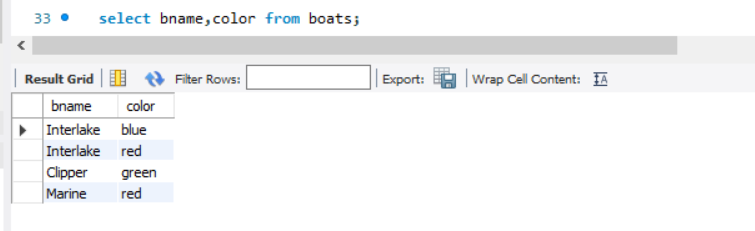 33 select bname,color from boats;
Result Grid Filter Rows: Export: Wrap Cell Content: IA
bname color
Interlake blue
Interlake red
Clipper green
Marine red